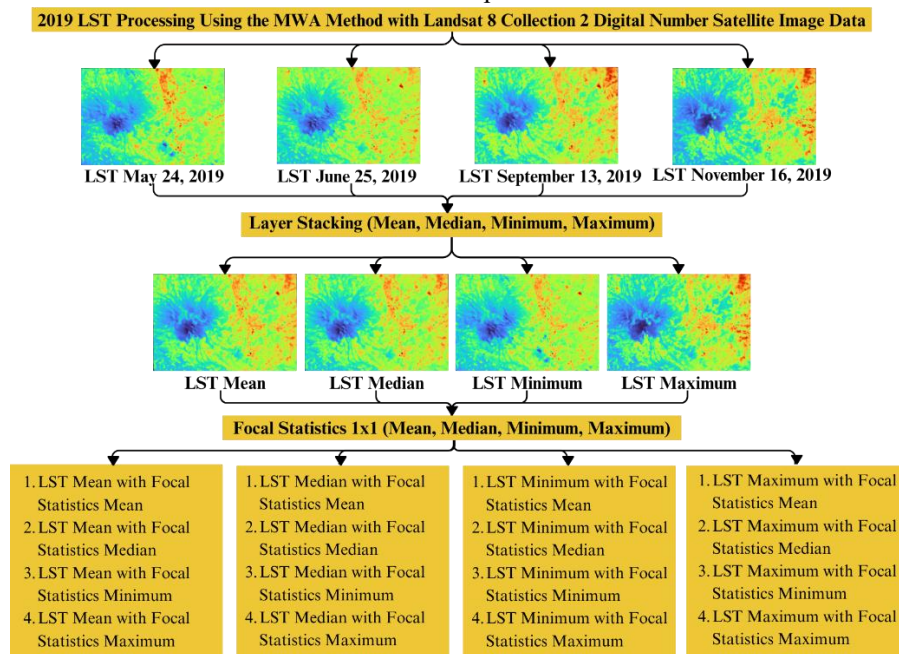 2019 LST Processing Using the MWA Method with Landsat 8 Collection 2 Digital Number Satellite Image Data
LST May 24, 2019
LST June 25, 2019
LST September 13, 2019
LST November 16, 2019
Layer Stacking (Mean, Median, Minimum, Maximum)
LST Mean
LST Median
LST Minimum
LST Maximum
Focal Statistics 1x1 (Mean, Median, Minimum, Maximum)
1. LST Mean with Focal
Statistics Mean
2. LST Mean with Focal
Statistics Median
3. LST Mean with Focal
Statistics Minimum
4. LST Mean with Focal
Statistics Maximum
1. LST Median with Focal
Statistics Mean
2. LST Median with Focal
Statistics Median
3. LST Median with Focal
Statistics Minimum
4. LST Median with Focal
Statistics Maximum
1. LST Minimum with Focal
Statistics Mean
2. LST Minimum with Focal
Statistics Median
3. LST Minimum with Focal
Statistics Minimum
4. LST Minimum with Focal
Statistics Maximum
1. LST Maximum with Focal
Statistics Mean
2. LST Maximum with Focal
Statistics Median
3. LST Maximum with Focal
Statistics Minimum
4. LST Maximum with Focal
Statistics Maximum